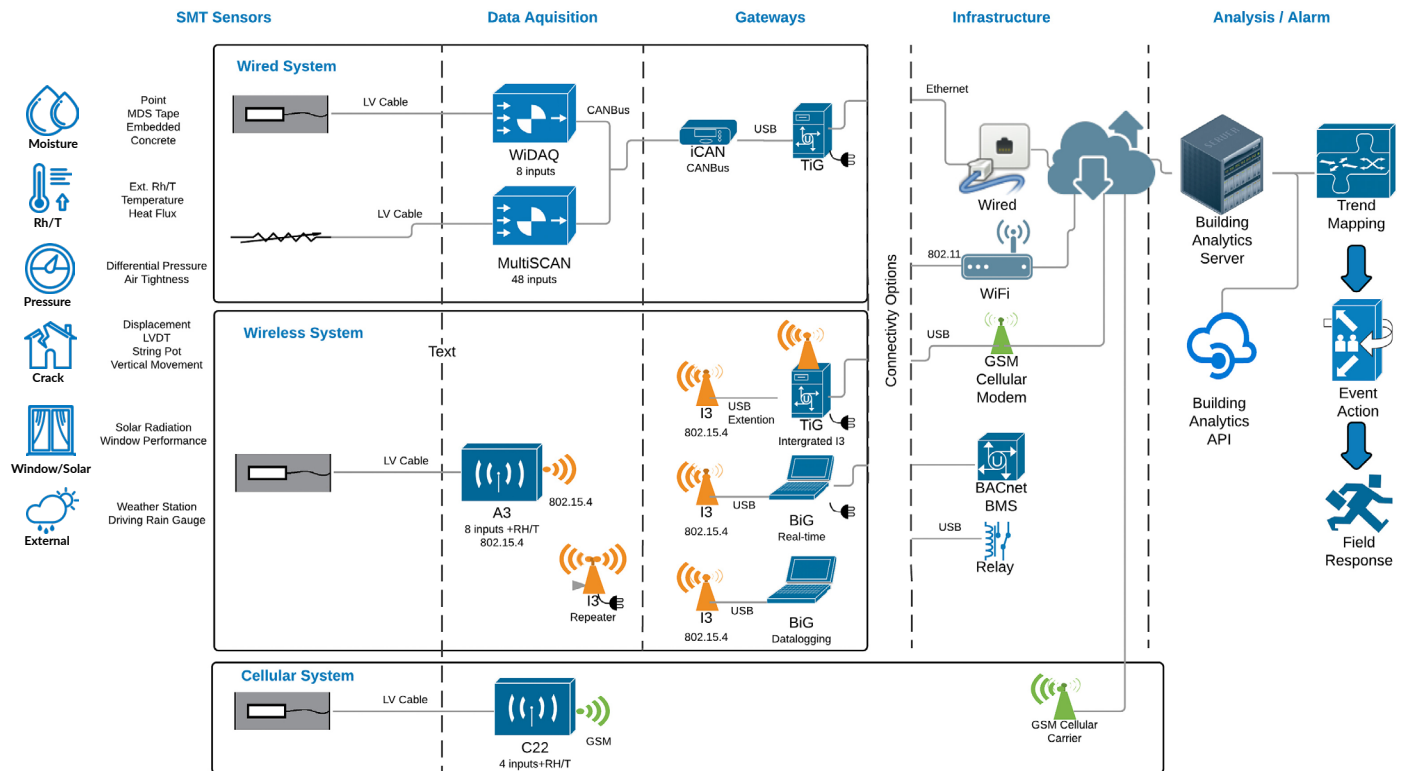 SMT Sensors
Data Aquisition
Gateways
Infrastructure
Analysis / Alarm
Moisture
Point
MDS Tape
Embedded
Concrete
Rh/T
Ext. Rh/T
Temperature
Heat Flux
Pressure
Differential Pressure
Air Tightness
Crack
Displacement
LVDT
String Pot
Vertical Movement
Window/Solar
Solar Radiation
Window Performance
External
Weather Station
Driving Rain Gauge
Wired System
LV Cable
WiDAQ
8 inputs
CANBus
LV Cable
MultiSCAN
48 inputs
iCAN
CANBus
USB
U
TiG
Wireless System
Text
LV Cable
A3
8 inputs +RH/T
802.15.4
802.15.4
I3
Repeater
I3
802.15.4
USB
Extention
U
TiG
Intergrated I3
I3
802.15.4
USB
BiG
Real-time
I3
802.15.4
USB
BiG
Datalogging
Cellular System
LV Cable
C22
4 inputs+RH/T
GSM
GSM Cellular
Carrier
Connectivty Options
Ethernet
Wired
802.11
WiFi
USB
GSM
Cellular
Modem
U
BACnet
BMS
USB
Relay
SERVER
Building
Analytics
Server
Building
Analytics
API
Trend
Mapping
Event
Action
Field
Response